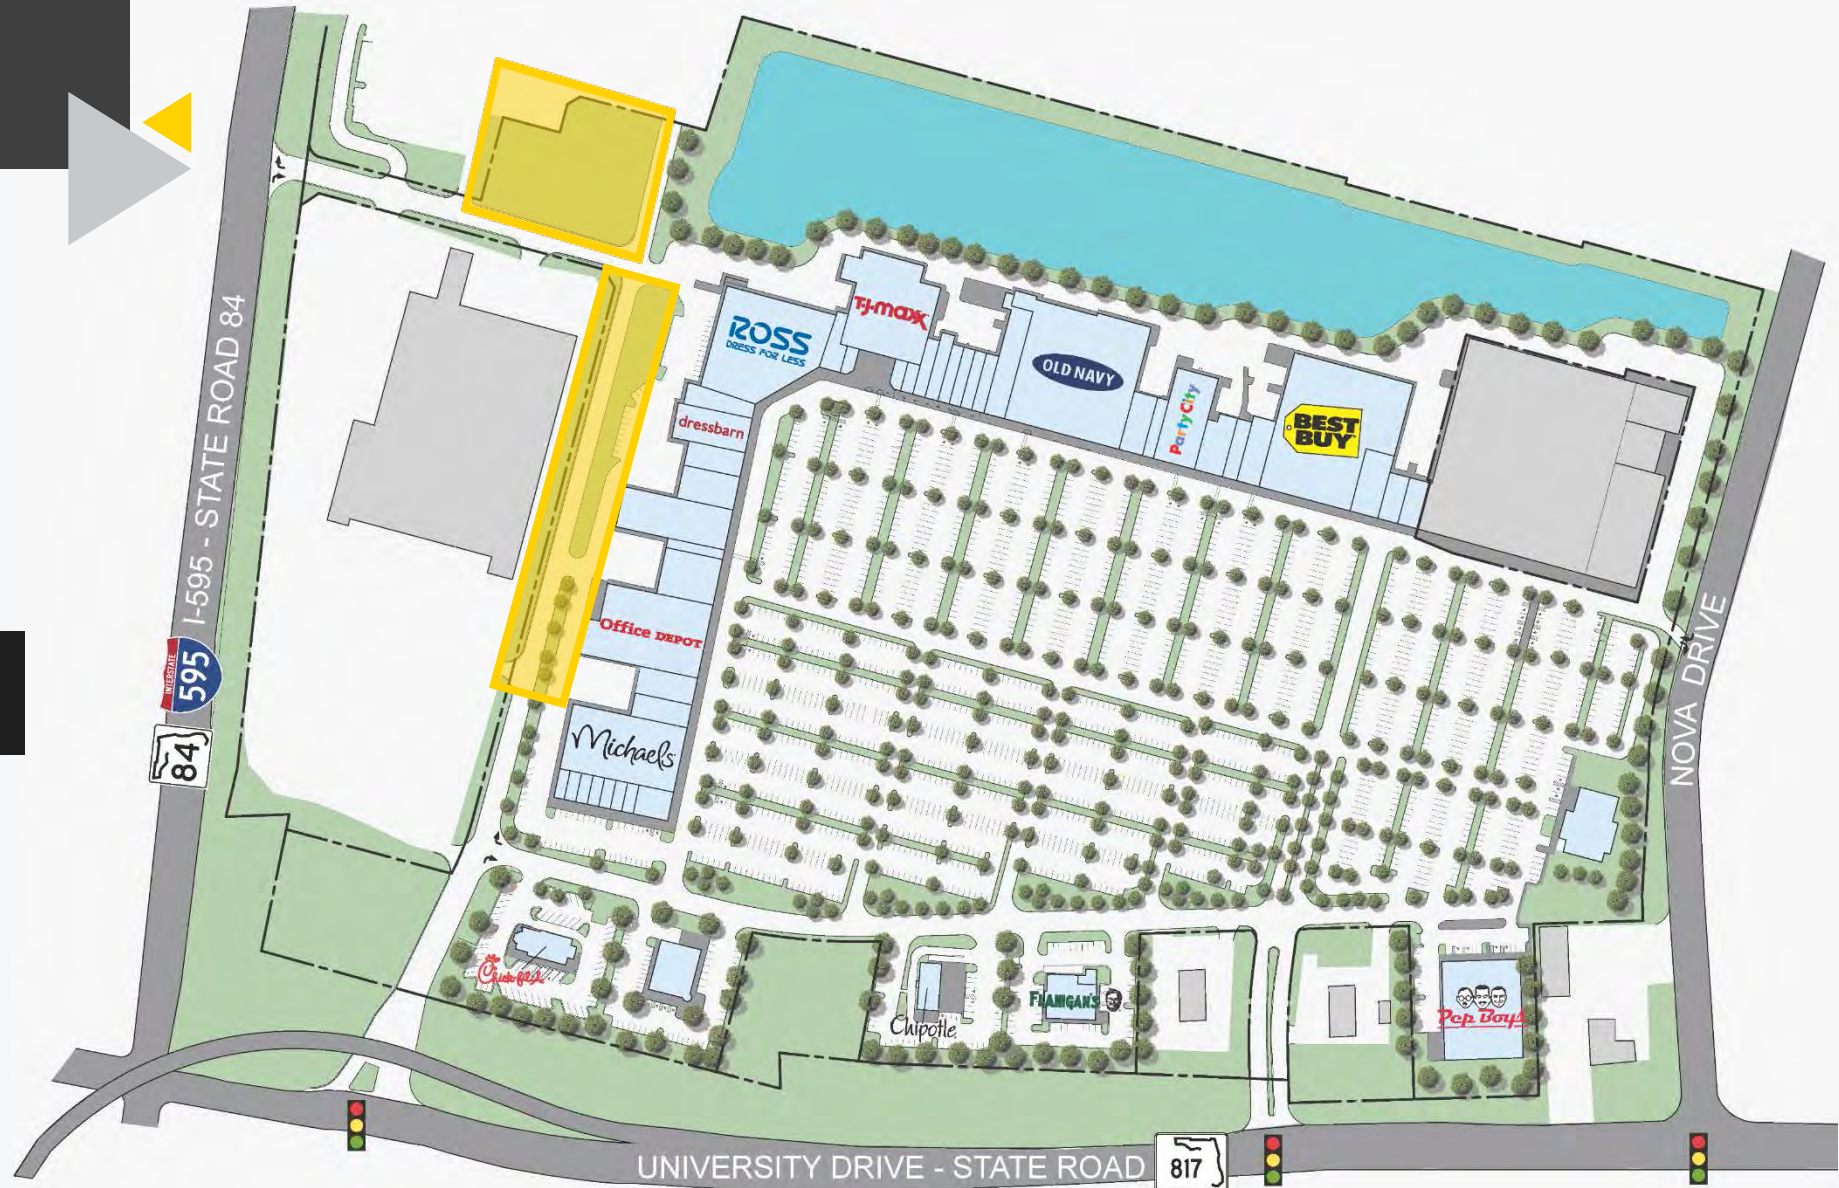 I-595 - STATE ROAD 84
INTERSTATE
595
84
ROSS
DRESS FOR LESS
T.J.maxx
OLD NAVY
Party City
BEST
BUY
dressbarn
Office DEPOT
Michaels
NOVA DRIVE
Chick-fil-A
Chipotle
FLANIGAN'S
Pep Boys
UNIVERSITY DRIVE - STATE ROAD
817